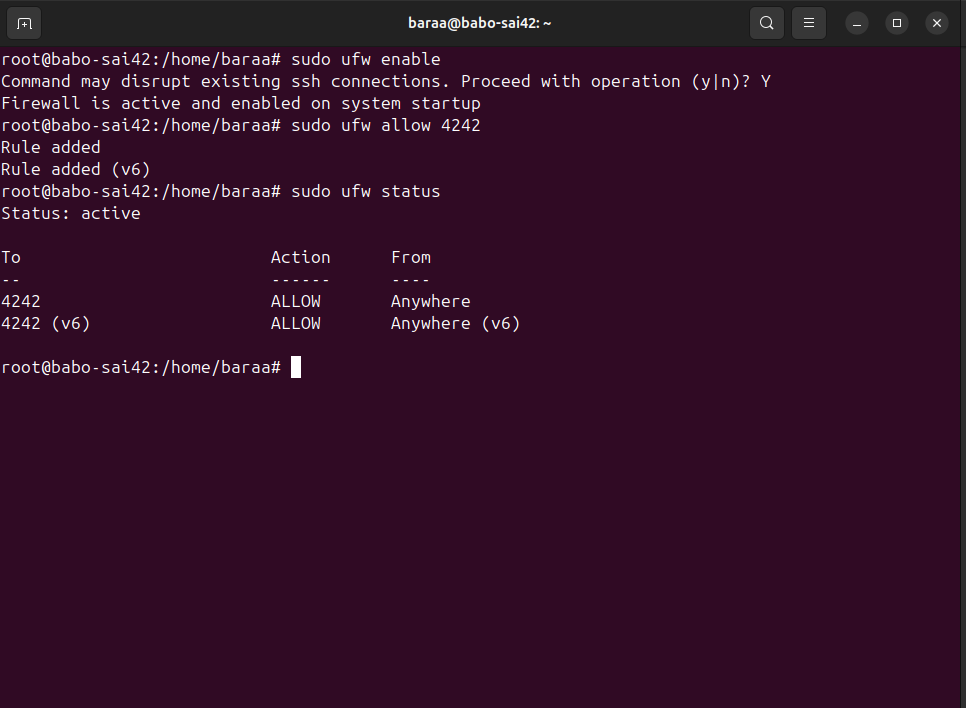 baraa@babo-sai42: ~
root@babo-sai42:/home/baraa# sudo ufw enable
Command may disrupt existing ssh connections. Proceed with operation (y|n)? Y
Firewall is active and enabled on system startup
root@babo-sai42:/home/baraa# sudo ufw allow 4242
Rule added
Rule added (v6)
root@babo-sai42:/home/baraa# sudo ufw status
Status: active
To                         Action      From
--                         ------      ----
4242                       ALLOW       Anywhere
4242 (v6)                  ALLOW       Anywhere (v6)
root@babo-sai42:/home/baraa#